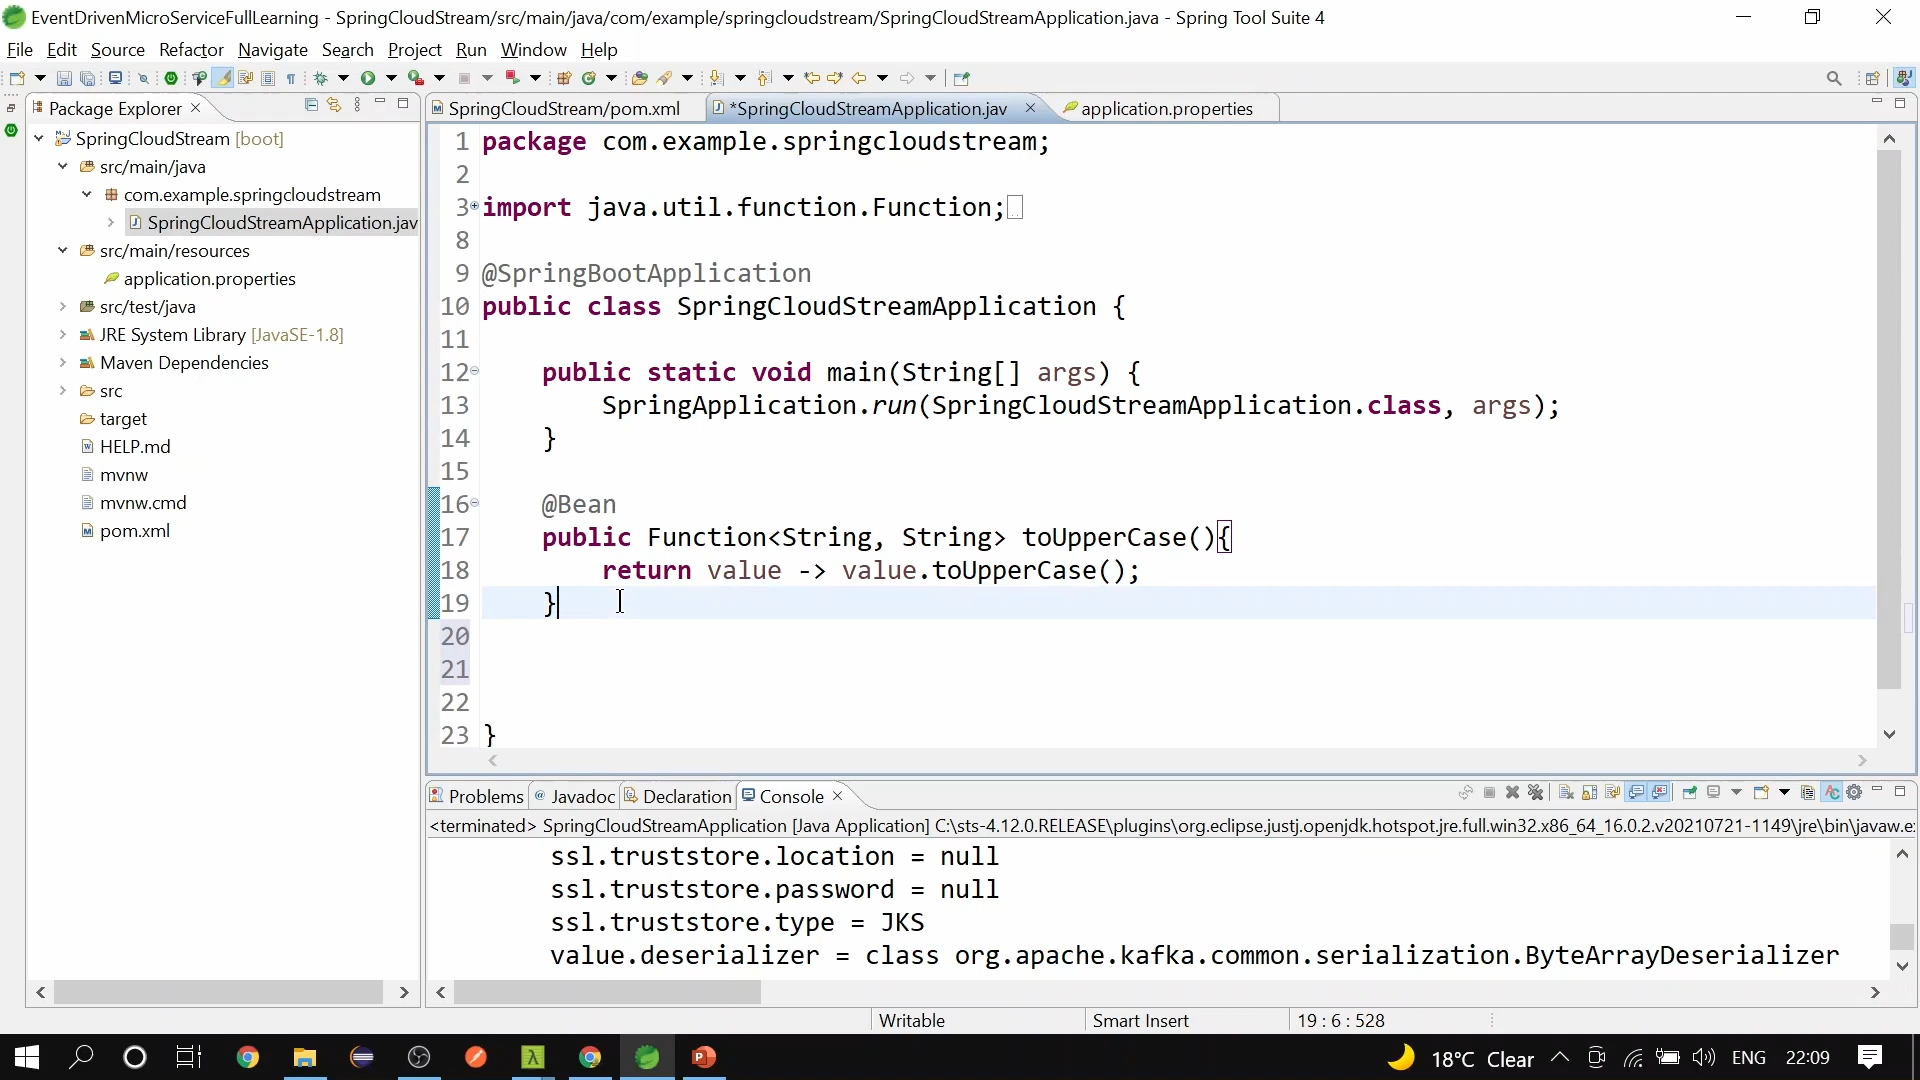 EventDrivenMicroServiceFullLearning - SpringCloudStream/src/main/java/com/example/springcloudstream/SpringCloudStreamApplication.java - Spring Tool Suite 4
File Edit Source Refactor Navigate Search Project Run Window Help
Package Explorer
SpringCloudStream [boot]
src/main/java
com.example.springcloudstream
SpringCloudStreamApplication.jav
src/main/resources
application.properties
src/test/java
JRE System Library [JavaSE-1.8]
Maven Dependencies
src
target
HELP.md
mvnw
mvnw.cmd
pom.xml
SpringCloudStream/pom.xml *SpringCloudStreamApplication.jav application.properties
1 package com.example.springcloudstream;
2
3 import java.util.function.Function;
8
9 @SpringBootApplication
10 public class SpringCloudStreamApplication {
11
12 public static void main(String[] args) {
13 SpringApplication.run(SpringCloudStreamApplication.class, args);
14 }
15
16 @Bean
17 public Function<String, String> toUpperCase(){
18 return value -> value.toUpperCase();
19 }
20
21
22
23 }
Problems Javadoc Declaration Console
<terminated> SpringCloudStreamApplication [Java Application] C:\sts-4.12.0.RELEASE\plugins\org.eclipse.justj.openjdk.hotspot.jre.full.win32.x86_64_16.0.2.v20210721-1149\jre\bin\javaw.e
ssl.truststore.location = null
ssl.truststore.password = null
ssl.truststore.type = JKS
value.deserializer = class org.apache.kafka.common.serialization.ByteArrayDeserializer
Writable Smart Insert 19 : 6 : 528
18°C Clear ENG 22:09